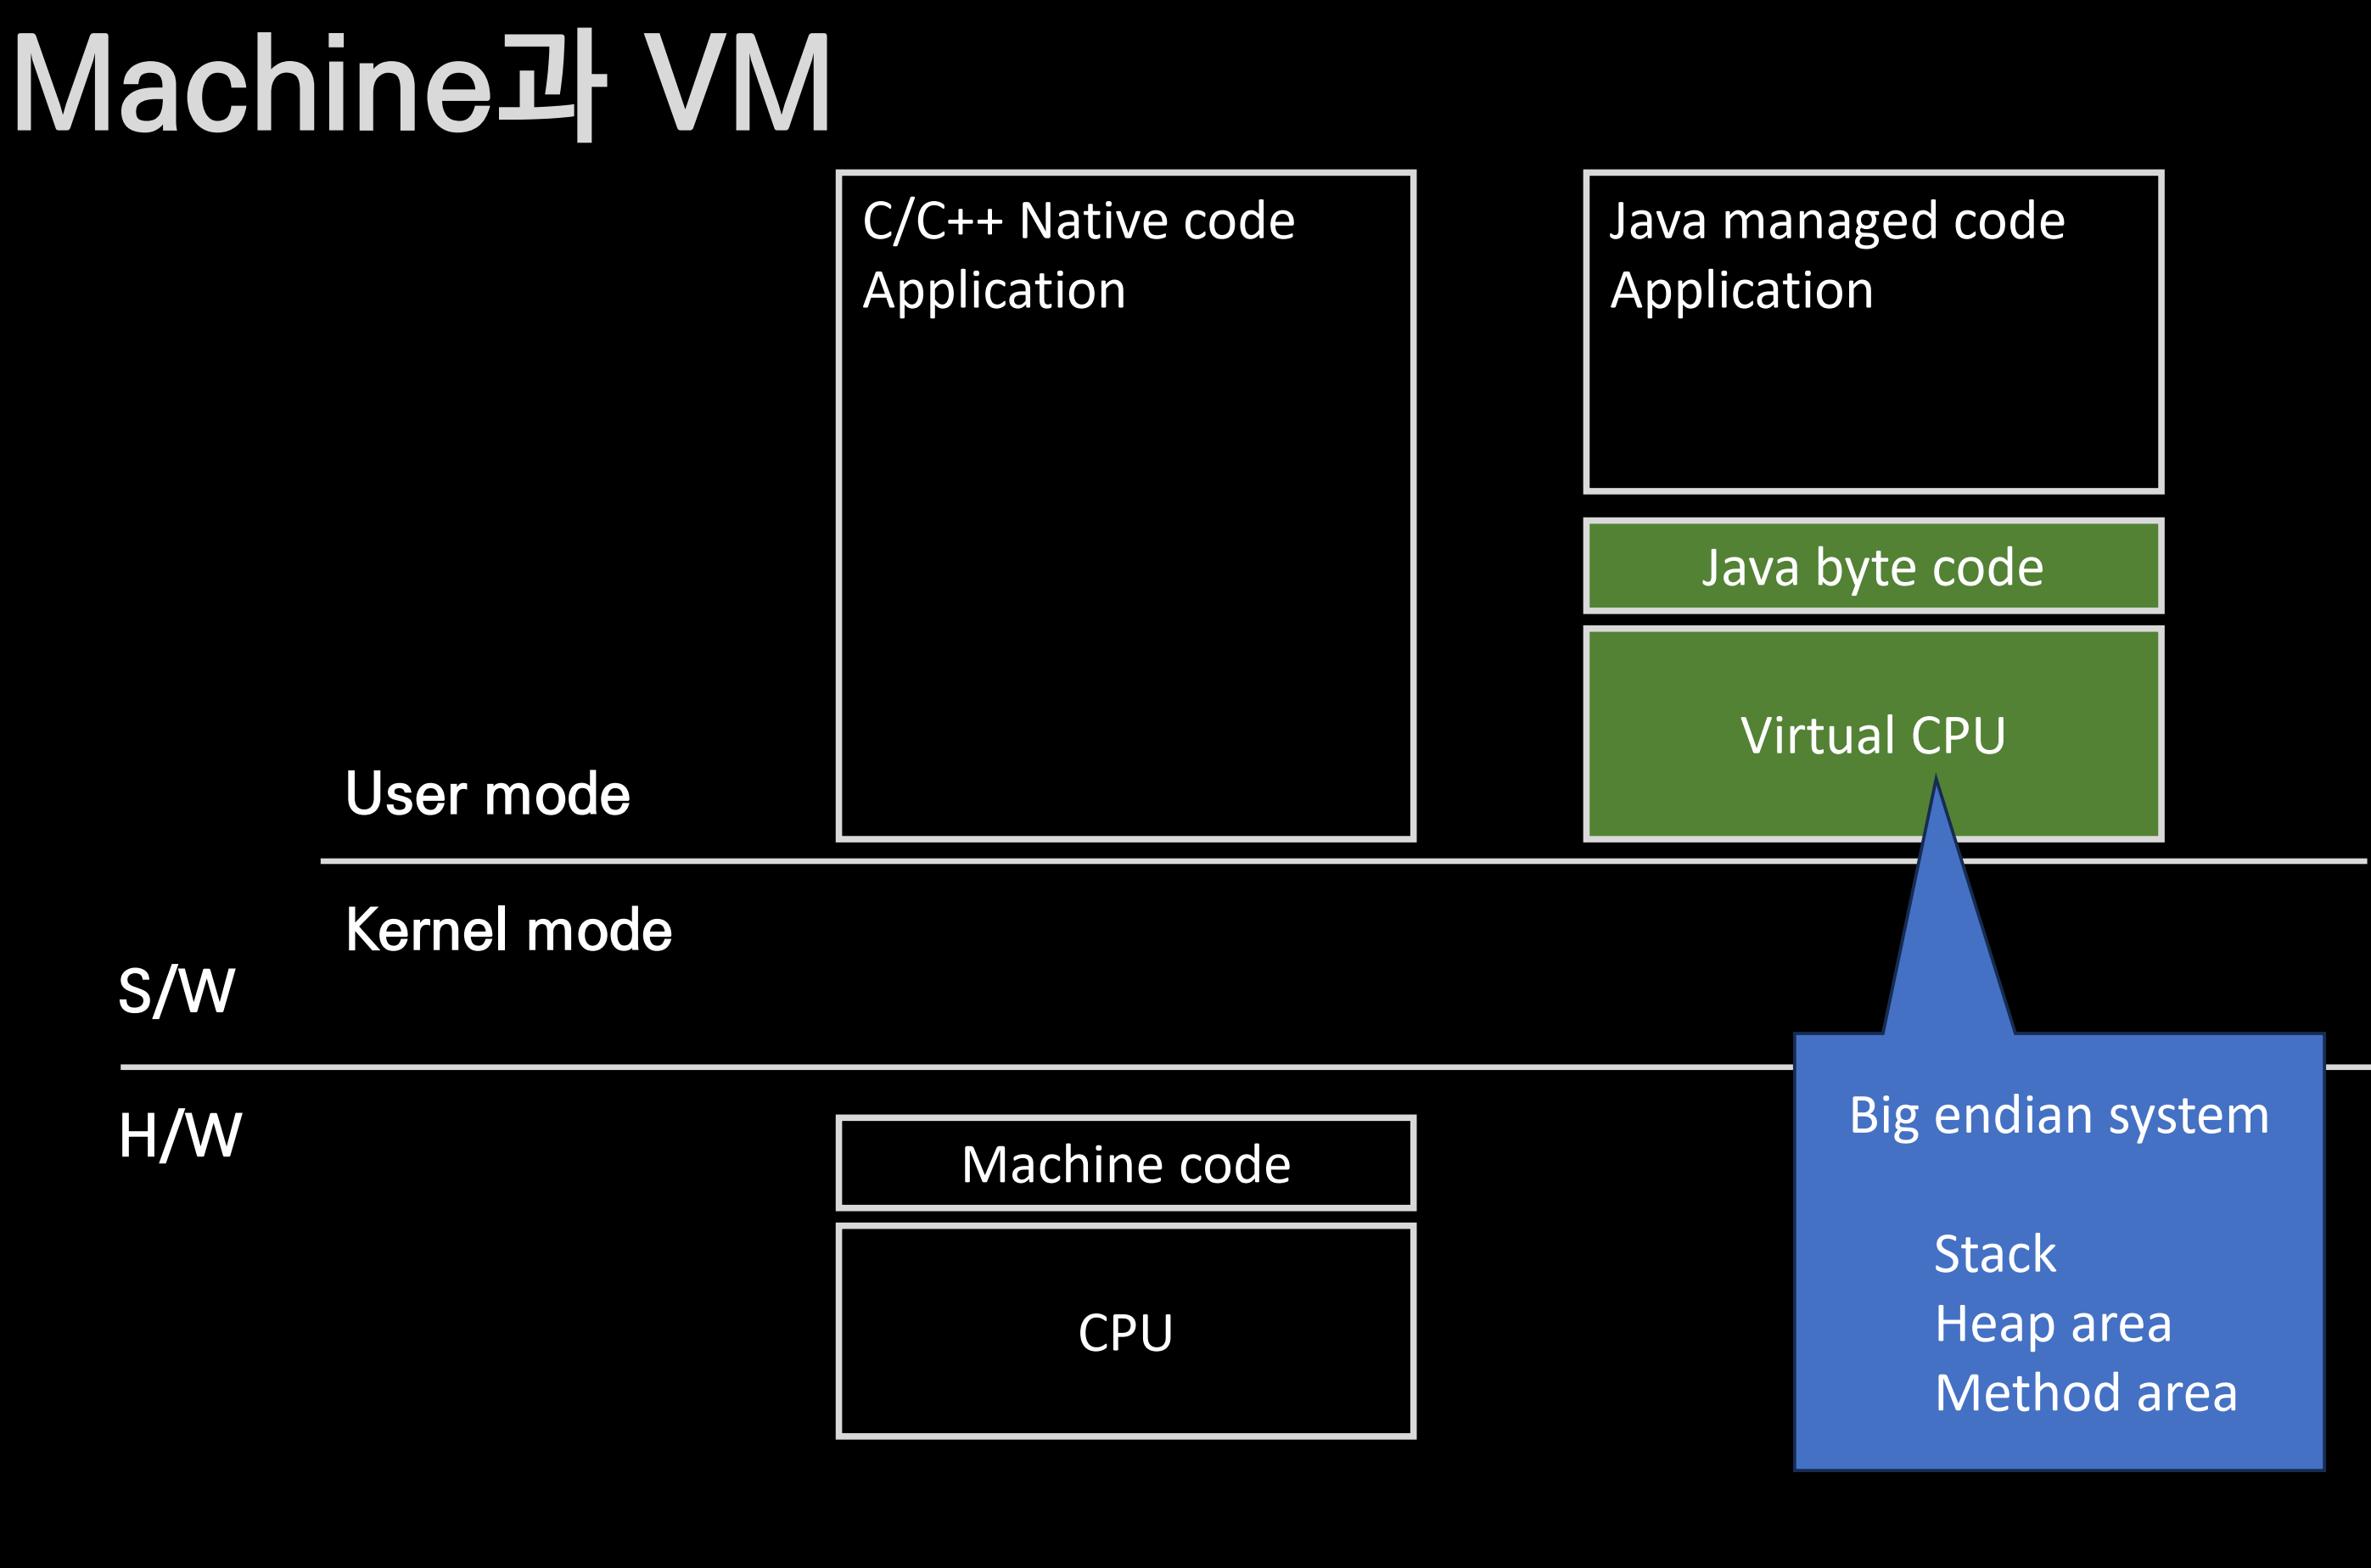 Machine과 VM
C/C++ Native code
Application
Java managed code
Application
Java byte code
Virtual CPU
User mode
Kernel mode
S/W
H/W
Machine code
CPU
Big endian system
Stack
Heap area
Method area